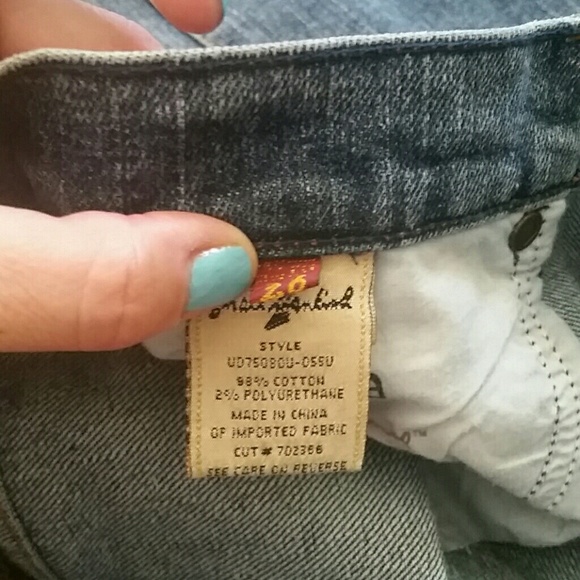 26
STYLE
UD75080U-055U
98% COTTON
2% POLYURETHANE
MADE IN CHINA
OF IMPORTED FABRIC
CUT# 702366
SEE CARE ON REVERSE